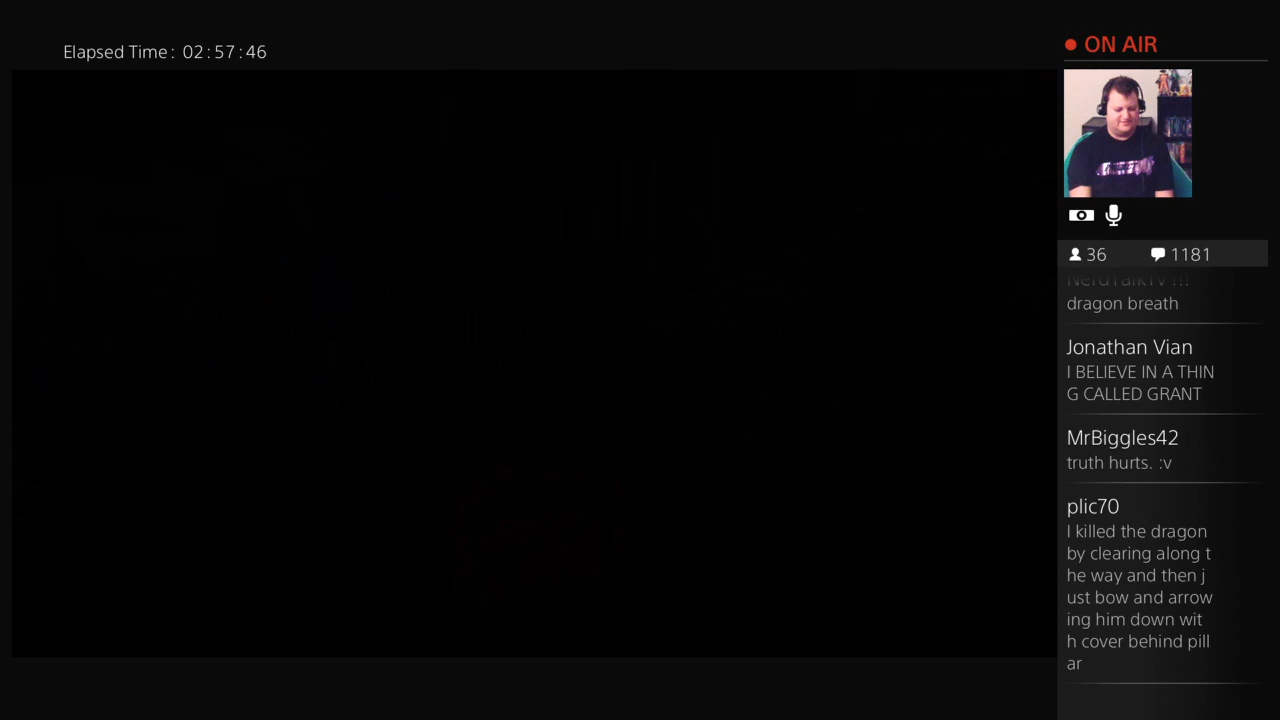 Elapsed Time: 02:57:46
ON AIR
36 1181
NerdTalkTV !!!
dragon breath
Jonathan Vian
I BELIEVE IN A THIN
G CALLED GRANT
MrBiggles42
truth hurts. :v
plic70
I killed the dragon
by clearing along t
he way and then j
ust bow and arrow
ing him down wit
h cover behind pill
ar